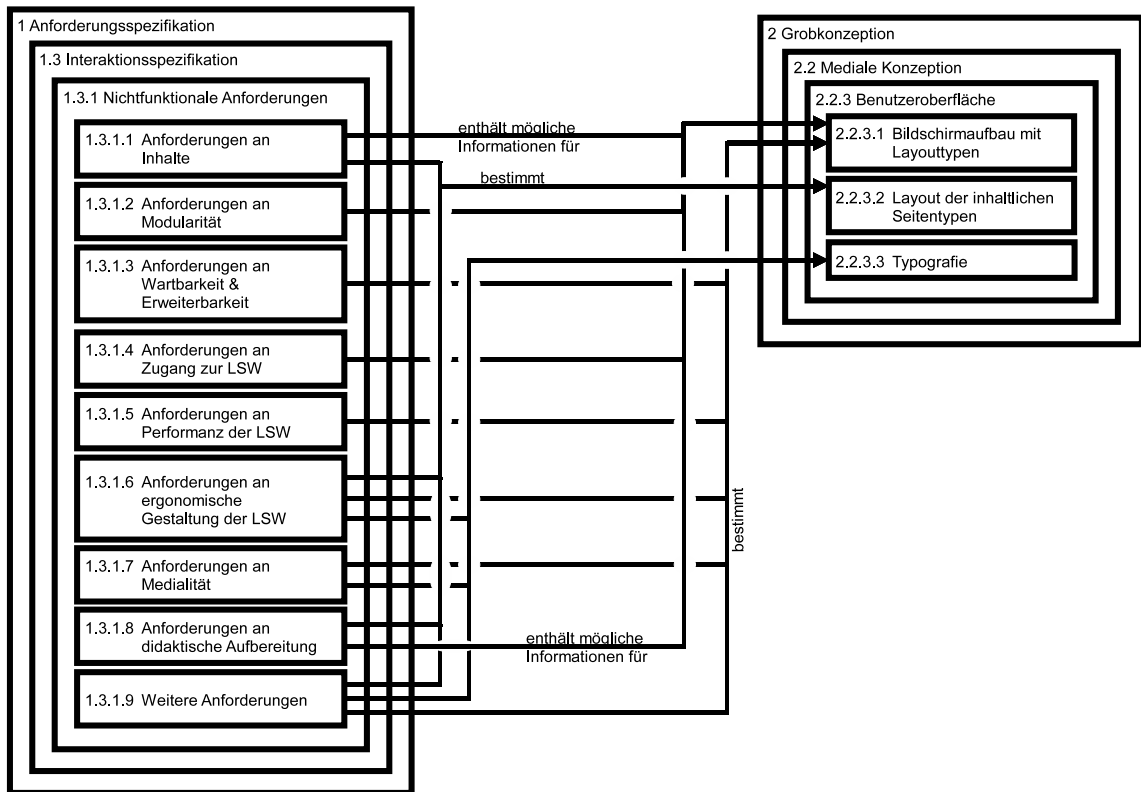 1 Anforderungsspezifikation
1.3 Interaktionsspezifikation
1.3.1 Nichtfunktionale Anforderungen
1.3.1.1 Anforderungen an
Inhalte
1.3.1.2 Anforderungen an
Modularität
1.3.1.3 Anforderungen an
Wartbarkeit &
Erweiterbarkeit
1.3.1.4 Anforderungen an
Zugang zur LSW
1.3.1.5 Anforderungen an
Performanz der LSW
1.3.1.6 Anforderungen an
ergonomische
Gestaltung der LSW
1.3.1.7 Anforderungen an
Medialität
1.3.1.8 Anforderungen an
didaktische Aufbereitung
1.3.1.9 Weitere Anforderungen
enthält mögliche
Informationen für
bestimmt
enthält mögliche
Informationen für
bestimmt
2 Grobkonzeption
2.2 Mediale Konzeption
2.2.3 Benutzeroberfläche
2.2.3.1 Bildschirmaufbau mit
Layouttypen
2.2.3.2 Layout der inhaltlichen
Seitentypen
2.2.3.3 Typografie